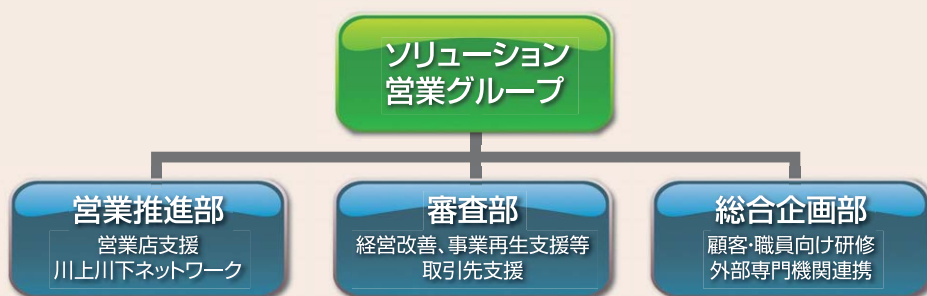 ソリューション
営業グループ
営業推進部
営業店支援
川上川下ネットワーク
審査部
経営改善、事業再生支援等
取引先支援
総合企画部
顧客・職員向け研修
外部専門機関連携